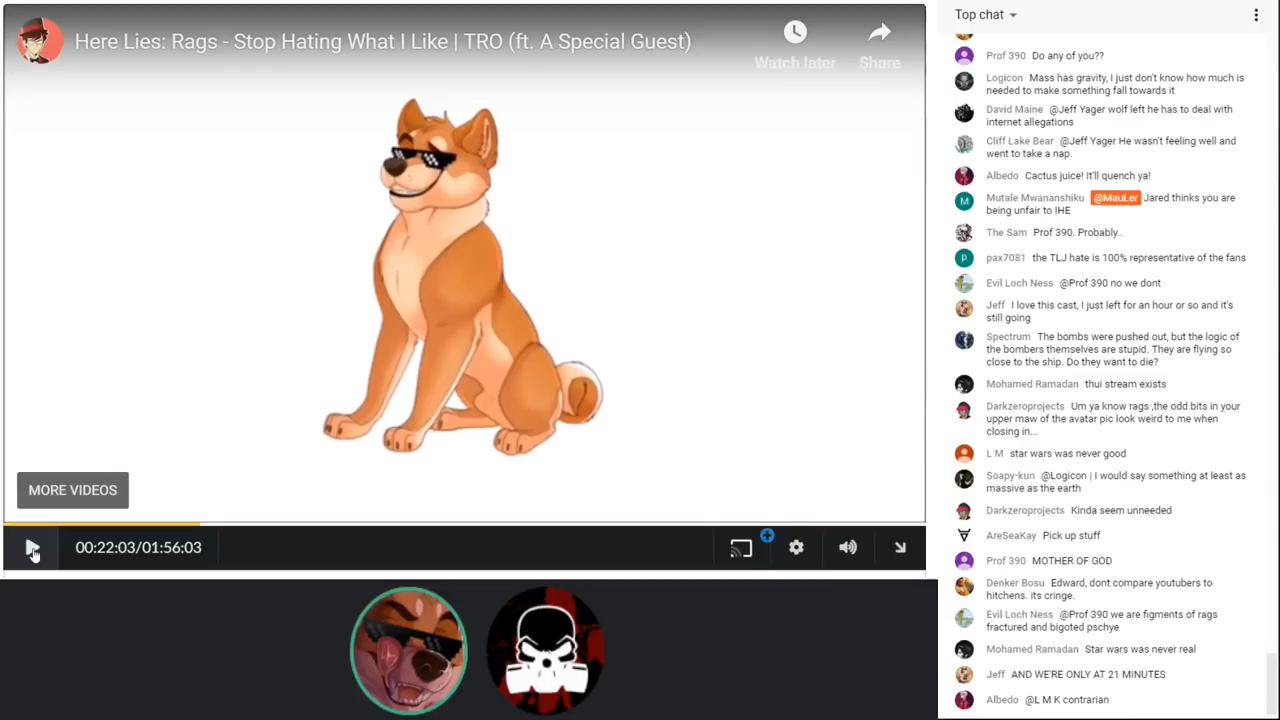 Here Lies: Rags - Stop Hating What I Like | TRO (ft. A Special Guest)
Watch later
Share
MORE VIDEOS
00:22:03/01:56:03
Top chat
Prof 390 Do any of you??
Logicon Mass has gravity, I just don't know how much is
needed to make something fall towards it
David Maine @Jeff Yager wolf left he has to deal with
internet allegations
Cliff Lake Bear @Jeff Yager He wasn't feeling well and
went to take a nap.
Albedo Cactus juice! It'll quench ya!
M
Mutale Mwananshiku @MauLer Jared thinks you are
being unfair to IHE
The Sam Prof 390. Probably..
p
pax7081 the TLJ hate is 100% representative of the fans
Evil Loch Ness @Prof 390 no we dont
Jeff I love this cast, I just left for an hour or so and it's
still going
Spectrum The bombs were pushed out, but the logic of
the bombers themselves are stupid. They are flying so
close to the ship. Do they want to die?
Mohamed Ramadan thui stream exists
Darkzeroprojects Um ya know rags ,the odd bits in your
upper maw of the avatar pic look weird to me when
closing in...
L M star wars was never good
Soapy-kun @Logicon | I would say something at least as
massive as the earth
Darkzeroprojects Kinda seem unneeded
AreSeaKay Pick up stuff
Prof 390 MOTHER OF GOD
Denker Bosu Edward, dont compare youtubers to
hitchens. its cringe.
Evil Loch Ness @Prof 390 we are figments of rags
fractured and bigoted pschye
Mohamed Ramadan Star wars was never real
Jeff AND WE'RE ONLY AT 21 MINUTES
Albedo @L M K contrarian